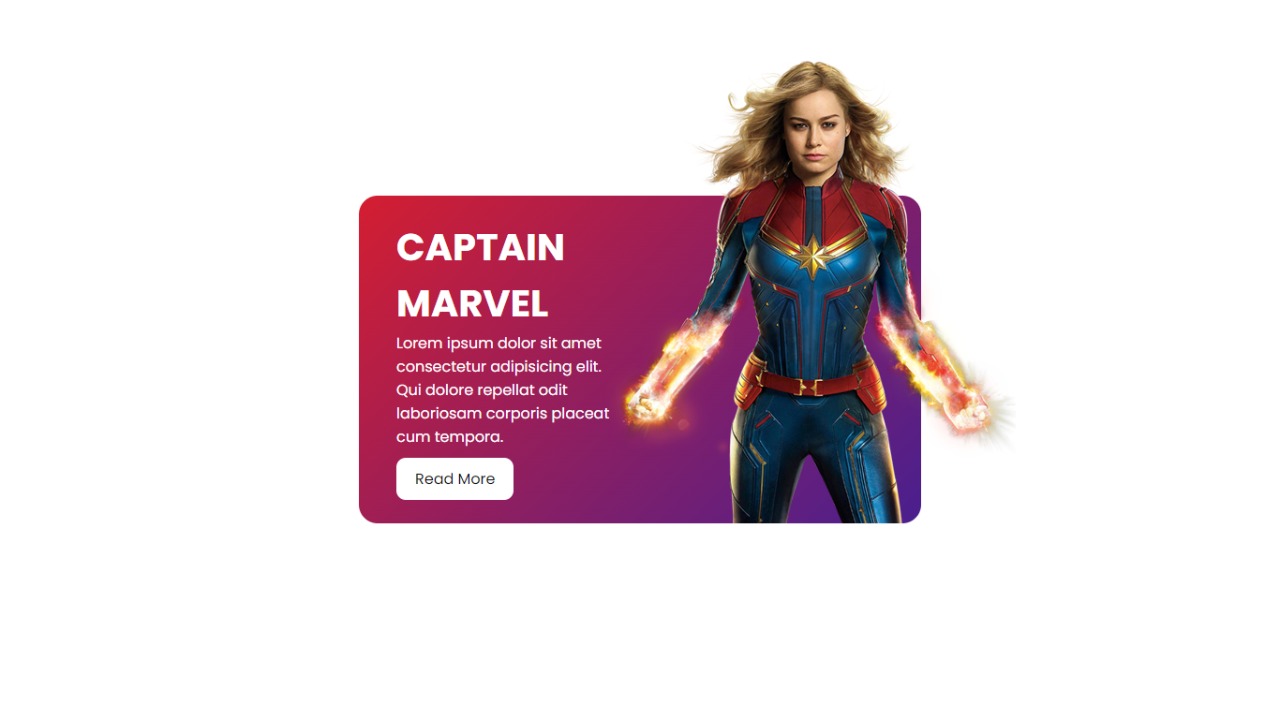 CAPTAIN
MARVEL
Lorem ipsum dolor sit amet
consectetur adipisicing elit.
Qui dolore repellat odit
laboriosam corporis placeat
cum tempora.
Read More